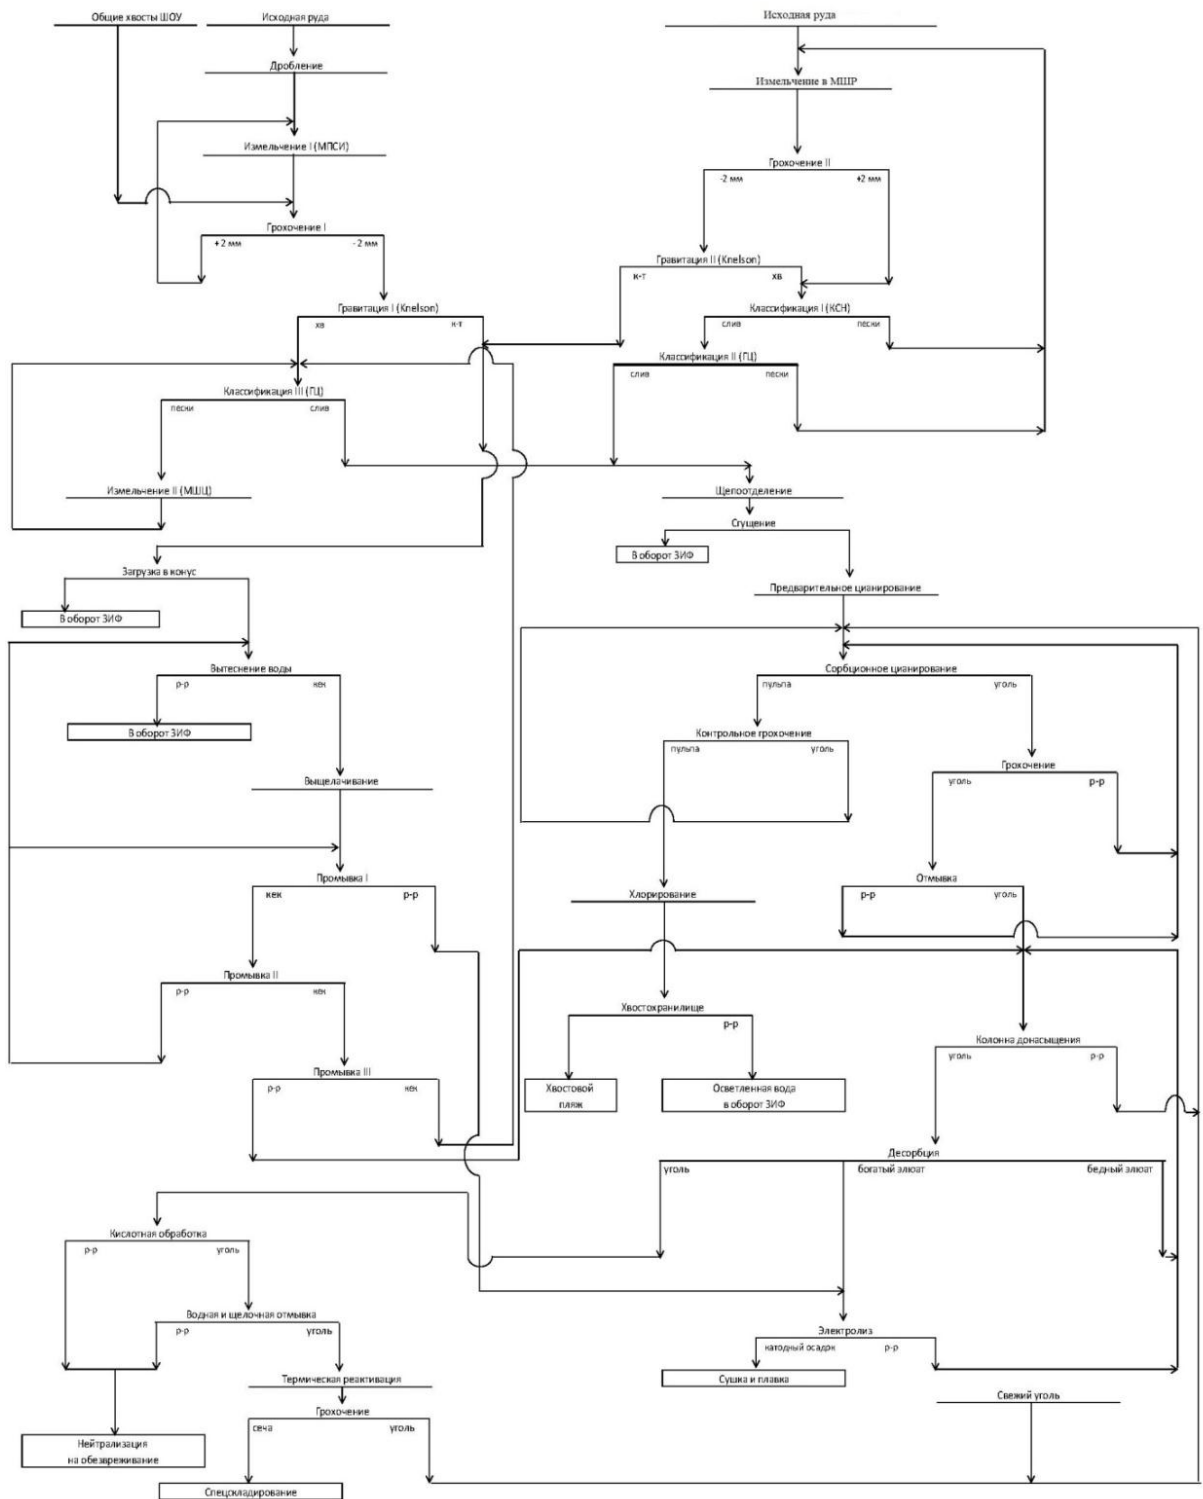 Общие хвосты ШОУ
Исходная руда
Исходная руда
Дробление
Измельчение в МШР
Измельчение I (МПСИ)
Грохочение II
-2 мм
+2 мм
Грохочение I
+ 2 мм
- 2 мм
Гравитация II (Knelson)
к-т
хв
Гравитация I (Knelson)
хв
к-т
Классификация I (КСН)
слив
пески
Классификация II (ГЦ)
слив
пески
Классификация III (ГЦ)
пески
слив
Измельчение II (МШЦ)
Щепоотделение
Сгущение
В оборот ЗИФ
Загрузка в конус
В оборот ЗИФ
Предварительное цианирование
Вытеснение воды
р-р
кек
В оборот ЗИФ
Сорбционное цианирование
пульпа
уголь
Контрольное грохочение
пульпа
уголь
Грохочение
уголь
р-р
Выщелачивание
Промывка I
кек
р-р
Отмывка
р-р
уголь
Хлорирование
Промывка II
р-р
кек
Хвостохранилище
р-р
Колонна донасыщения
уголь
р-р
Промывка III
р-р
кек
Хвостовой
пляж
Осветленная вода
в оборот ЗИФ
Десорбция
уголь
богатый элюат
бедный элюат
Кислотная обработка
р-р
уголь
Водная и щелочная отмывка
р-р
уголь
Электролиз
катодный осадок
р-р
Сушка и плавка
Термическая реактивация
Свежий уголь
Грохочение
сеча
уголь
Нейтрализация
на обезвреживание
Спецскладирование